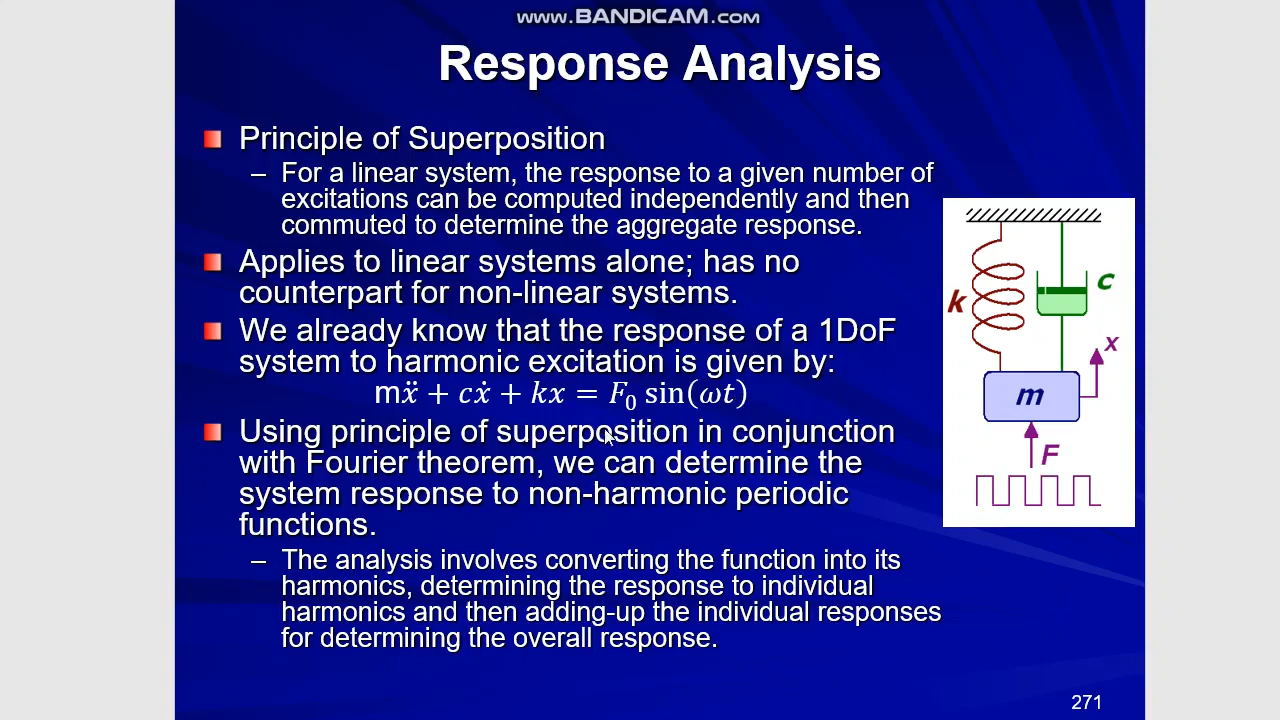 www.BANDICAM.com
Response Analysis
Principle of Superposition
– For a linear system, the response to a given number of
excitations can be computed independently and then
commuted to determine the aggregate response.
Applies to linear systems alone; has no
counterpart for non-linear systems.
We already know that the response of a 1DoF
system to harmonic excitation is given by:
mẍ + cẋ + kx = F₀ sin(ωt)
Using principle of superposition in conjunction
with Fourier theorem, we can determine the
system response to non-harmonic periodic
functions.
– The analysis involves converting the function into its
harmonics, determining the response to individual
harmonics and then adding-up the individual responses
for determining the overall response.
k
c
x
m
F
271